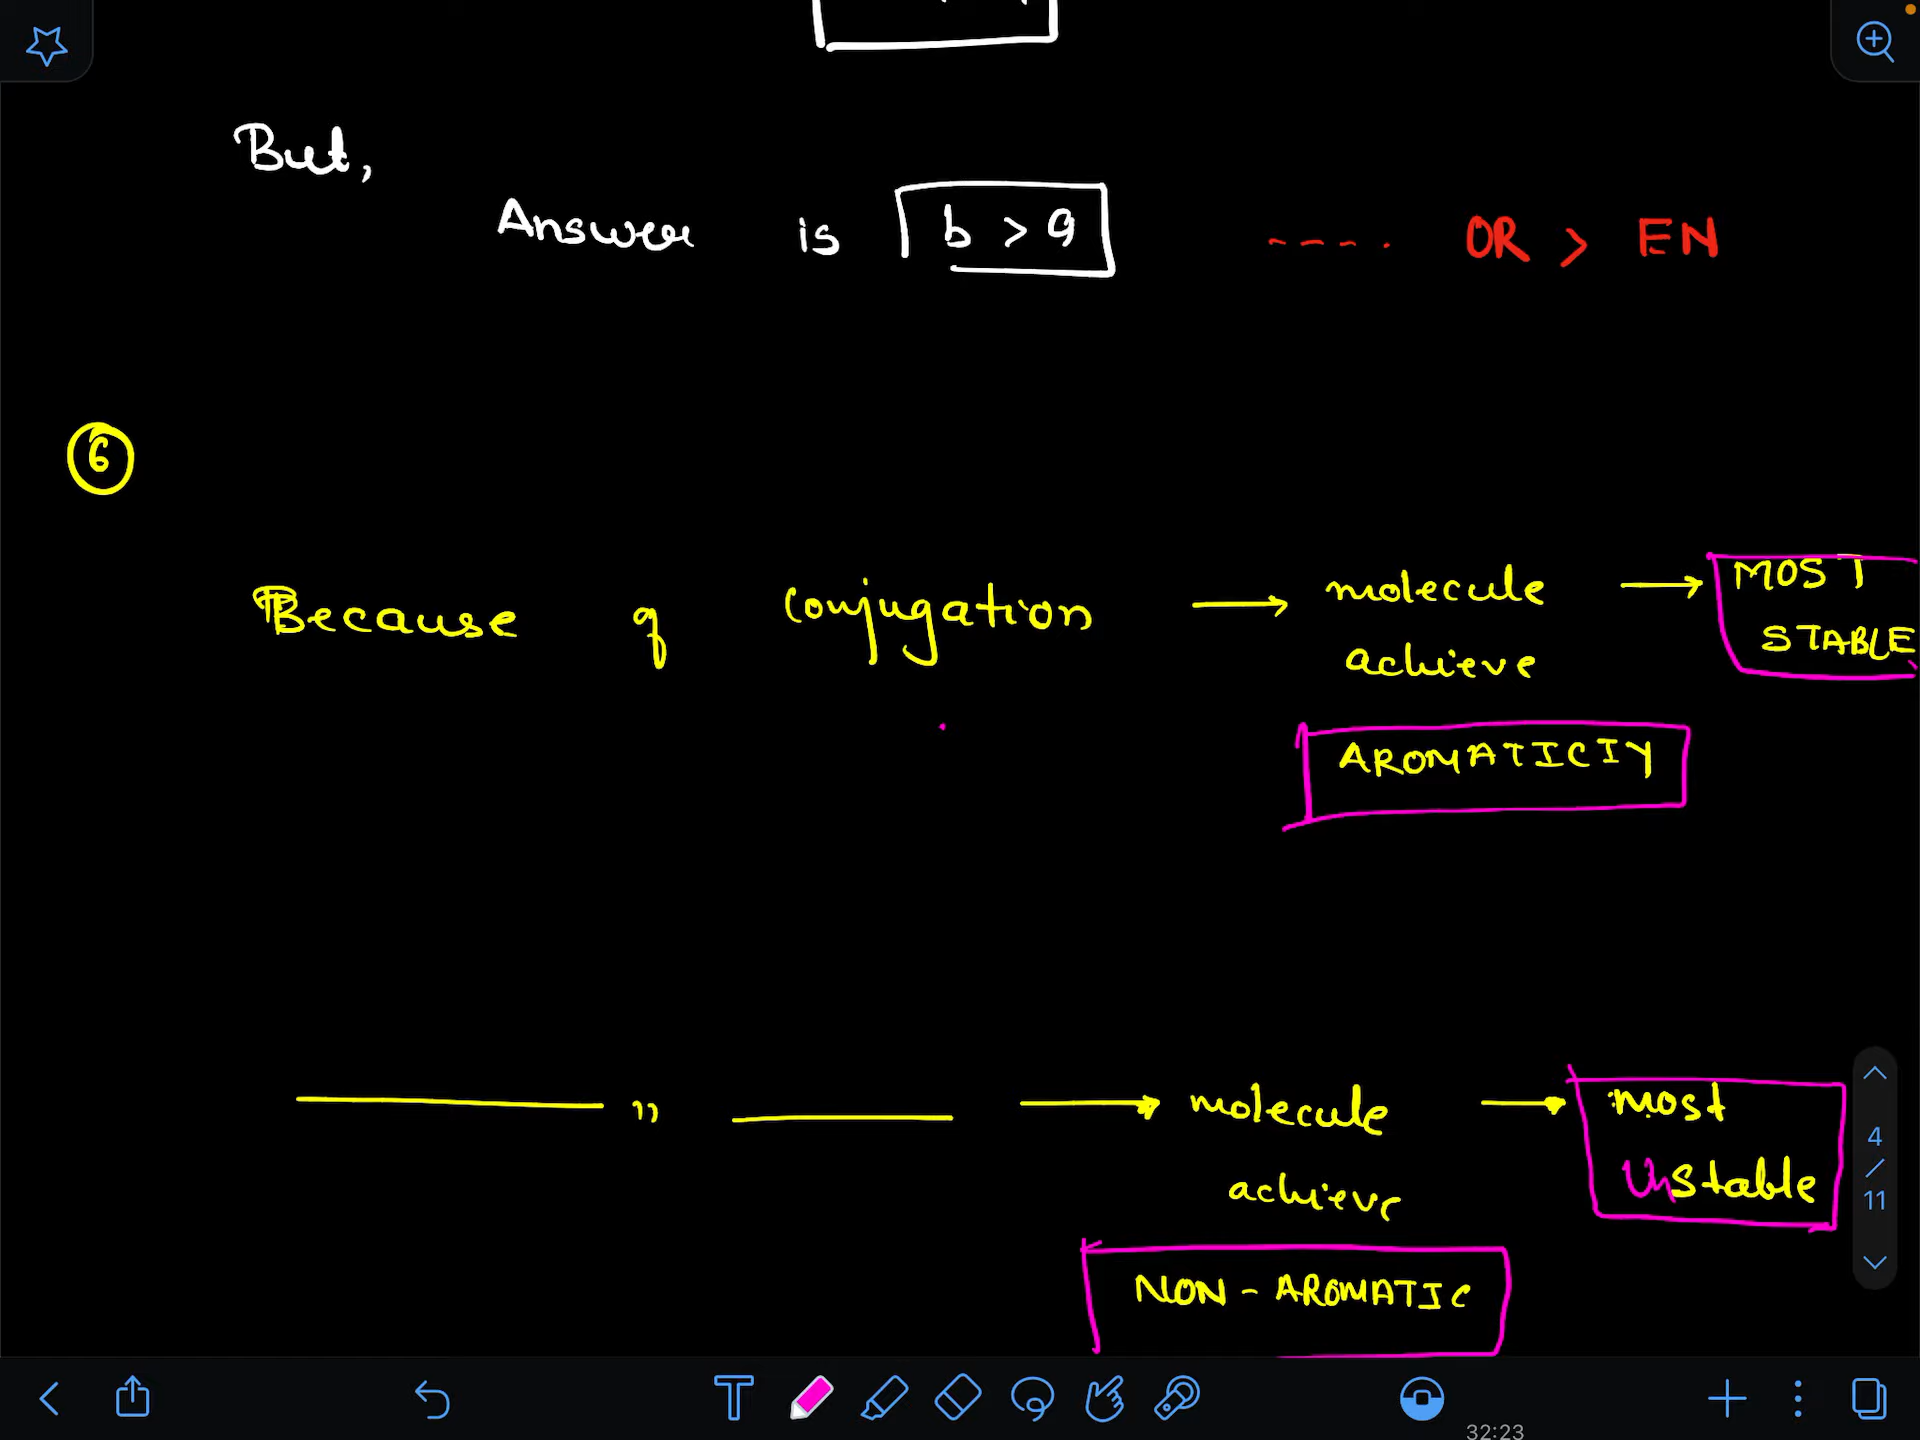 But,
Answer is b > a ---- . OR > EN
6
Because of conjugation → molecule → MOST
achieve STABLE
AROMATICITY
———— " ———— → molecule → most
achieve Unstable
NON - AROMATIC
4
/
11
T
32:23